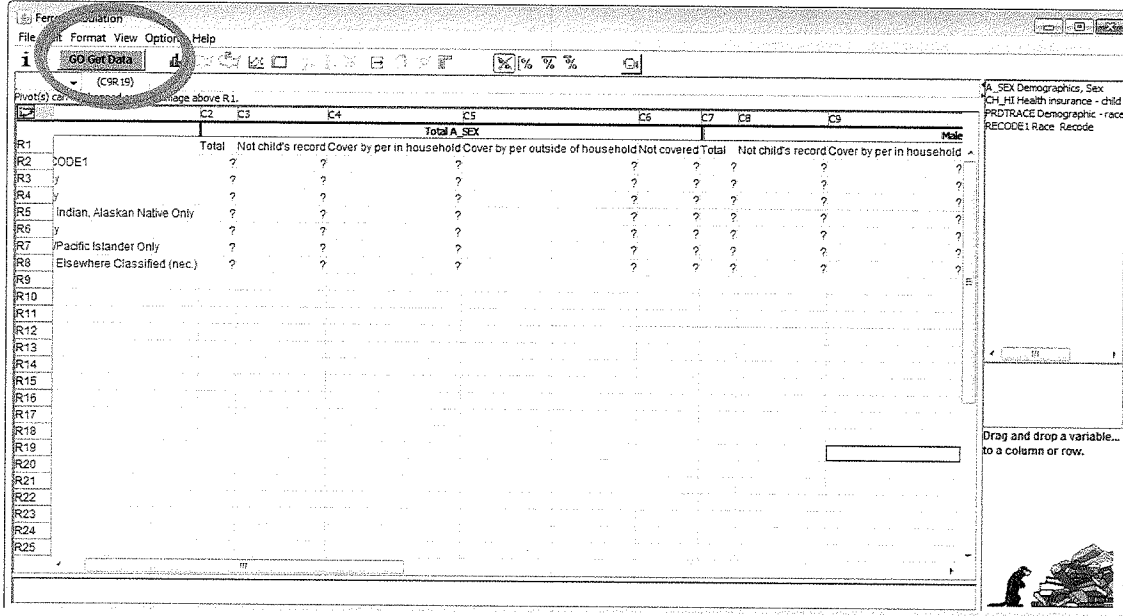 File Format View Options Help
GO Get Data
(C9R19)
C2 C3 C4 C5 C6 C7 C8 C9
Total A_SEX Male
R1 Total Not child's record Cover by per in household Cover by per outside of household Not covered Total Not child's record Cover by per in household
R2 CODE1 ? ? ? ? ? ? ? ?
R3 y ? ? ? ? ? ? ? ?
R4 y ? ? ? ? ? ? ? ?
R5 Indian, Alaskan Native Only ? ? ? ? ? ? ? ?
R6 y ? ? ? ? ? ? ? ?
R7 /Pacific Islander Only ? ? ? ? ? ? ? ?
R8 Elsewhere Classified (nec.) ? ? ? ? ? ? ? ?
R9
R10
R11
R12
R13
R14
R15
R16
R17
R18
R19
R20
R21
R22
R23
R24
R25
A_SEX Demographics, Sex
CH_HI Health insurance - child
PRDTRACE Demographic - race
RECODE1 Race Recode
Drag and drop a variable...
to a column or row.